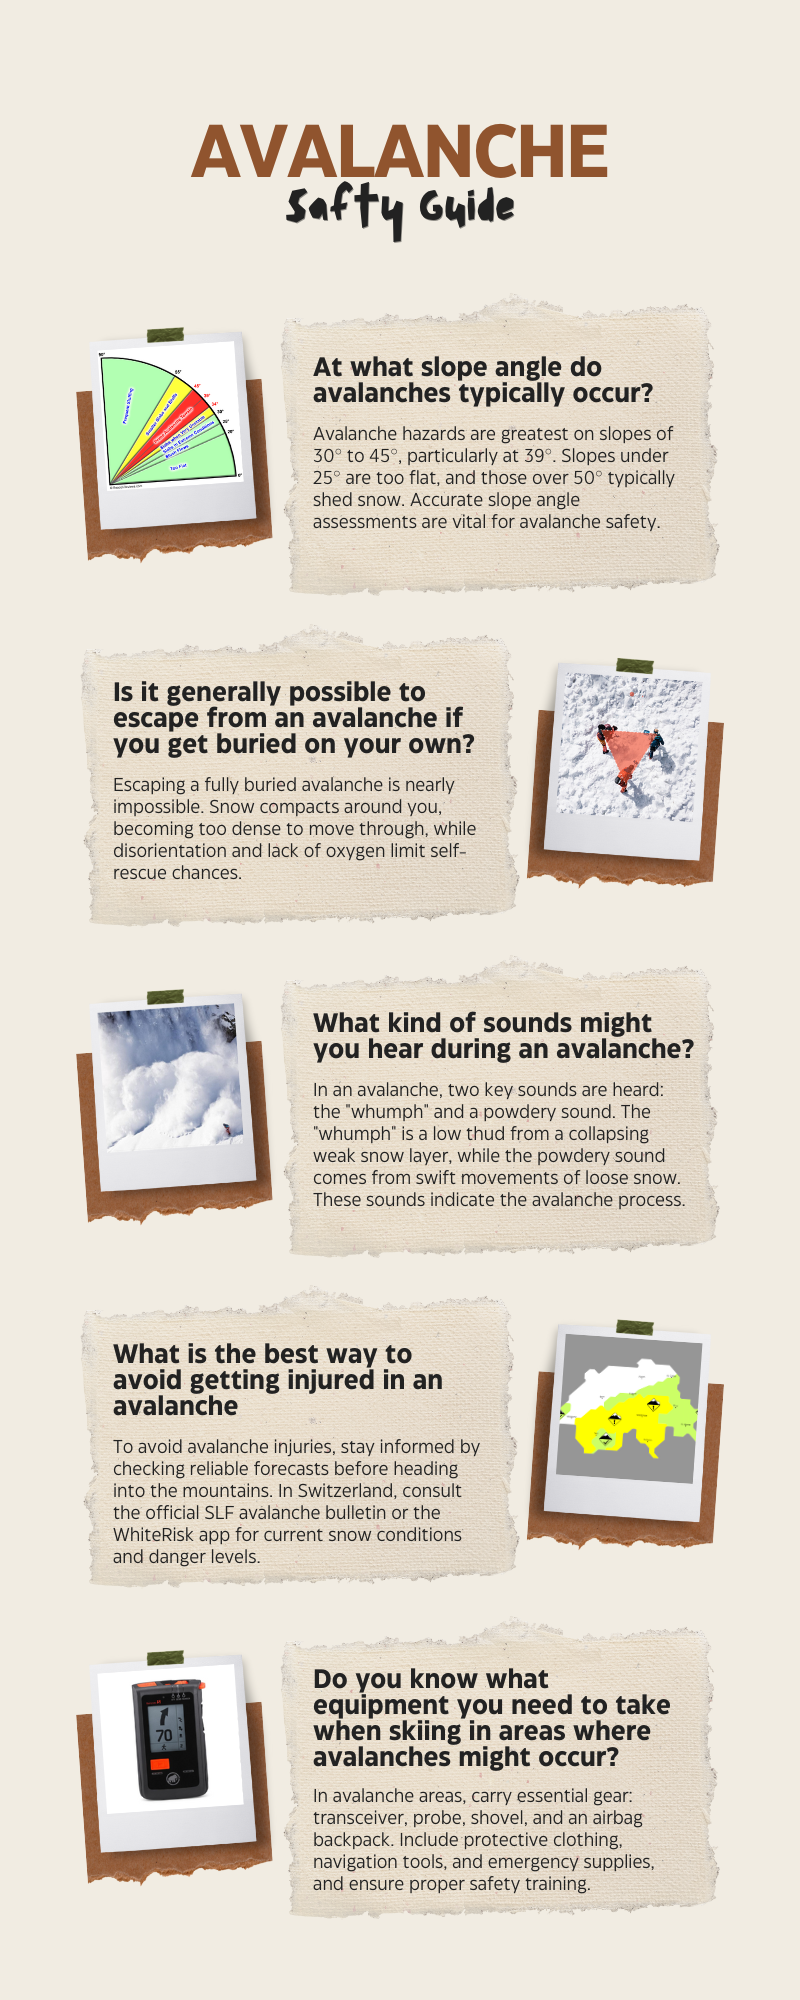 AVALANCHE
Safty Guide
90°
55°
45°
39°
34°
30°
25°
20°
0°
Too Flat
At what slope angle do
avalanches typically occur?
Avalanche hazards are greatest on slopes of
30° to 45°, particularly at 39°. Slopes under
25° are too flat, and those over 50° typically
shed snow. Accurate slope angle
assessments are vital for avalanche safety.
Is it generally possible to
escape from an avalanche if
you get buried on your own?
Escaping a fully buried avalanche is nearly
impossible. Snow compacts around you,
becoming too dense to move through, while
disorientation and lack of oxygen limit self-
rescue chances.
What kind of sounds might
you hear during an avalanche?
In an avalanche, two key sounds are heard:
the "whumph" and a powdery sound. The
"whumph" is a low thud from a collapsing
weak snow layer, while the powdery sound
comes from swift movements of loose snow.
These sounds indicate the avalanche process.
What is the best way to
avoid getting injured in an
avalanche
To avoid avalanche injuries, stay informed by
checking reliable forecasts before heading
into the mountains. In Switzerland, consult
the official SLF avalanche bulletin or the
WhiteRisk app for current snow conditions
and danger levels.
70
Do you know what
equipment you need to take
when skiing in areas where
avalanches might occur?
In avalanche areas, carry essential gear:
transceiver, probe, shovel, and an airbag
backpack. Include protective clothing,
navigation tools, and emergency supplies,
and ensure proper safety training.